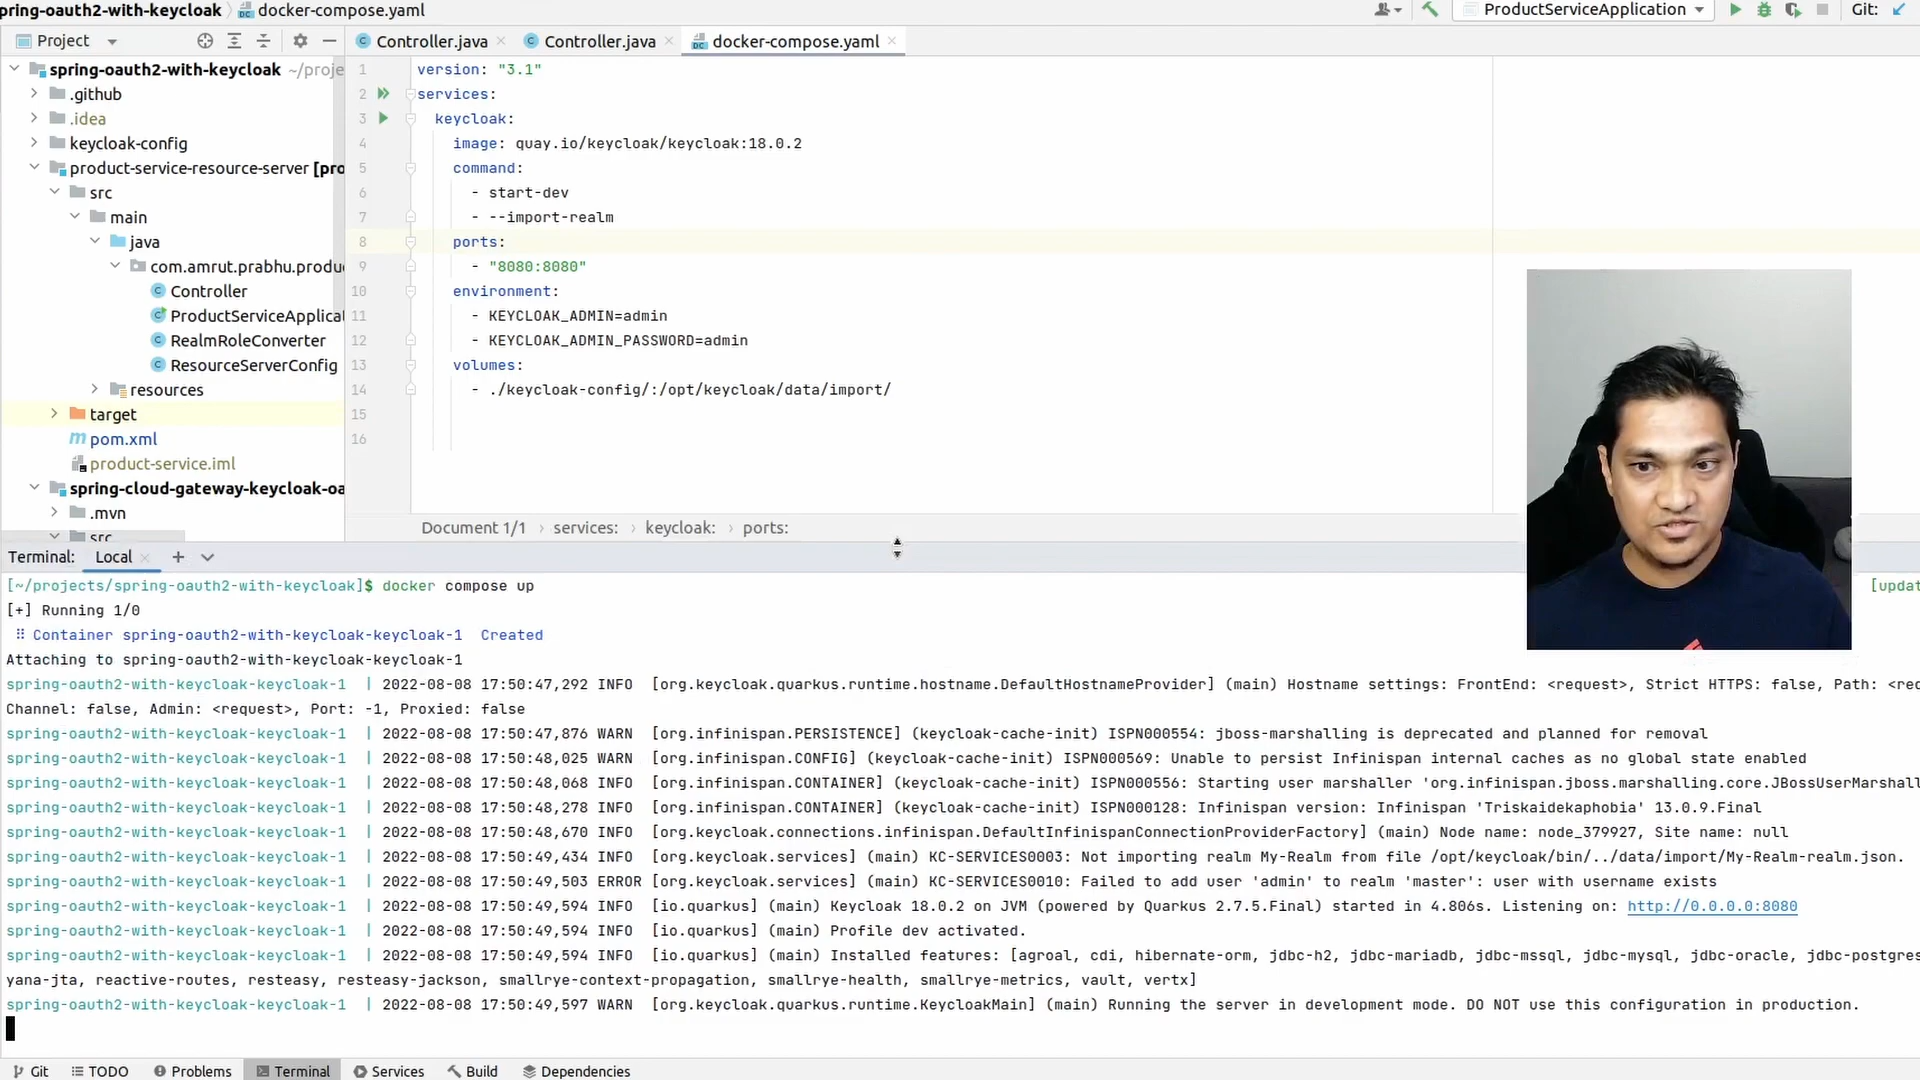 pring-oauth2-with-keycloak docker-compose.yaml
ProductServiceApplication Git:
Project
Controller.java Controller.java docker-compose.yaml
spring-oauth2-with-keycloak ~/proje
.github
.idea
keycloak-config
product-service-resource-server [pro
src
main
java
com.amrut.prabhu.produ
Controller
ProductServiceApplicat
RealmRoleConverter
ResourceServerConfig
resources
target
pom.xml
product-service.iml
spring-cloud-gateway-keycloak-oa
.mvn
src
1 version: "3.1"
2 services:
3 keycloak:
4 image: quay.io/keycloak/keycloak:18.0.2
5 command:
6 - start-dev
7 - --import-realm
8 ports:
9 - "8080:8080"
10 environment:
11 - KEYCLOAK_ADMIN=admin
12 - KEYCLOAK_ADMIN_PASSWORD=admin
13 volumes:
14 - ./keycloak-config/:/opt/keycloak/data/import/
15
16
Document 1/1 › services: › keycloak: › ports:
Terminal: Local
[~/projects/spring-oauth2-with-keycloak]$ docker compose up [updat
[+] Running 1/0
Container spring-oauth2-with-keycloak-keycloak-1 Created
Attaching to spring-oauth2-with-keycloak-keycloak-1
spring-oauth2-with-keycloak-keycloak-1 | 2022-08-08 17:50:47,292 INFO [org.keycloak.quarkus.runtime.hostname.DefaultHostnameProvider] (main) Hostname settings: FrontEnd: <request>, Strict HTTPS: false, Path: <req
Channel: false, Admin: <request>, Port: -1, Proxied: false
spring-oauth2-with-keycloak-keycloak-1 | 2022-08-08 17:50:47,876 WARN [org.infinispan.PERSISTENCE] (keycloak-cache-init) ISPN000554: jboss-marshalling is deprecated and planned for removal
spring-oauth2-with-keycloak-keycloak-1 | 2022-08-08 17:50:48,025 WARN [org.infinispan.CONFIG] (keycloak-cache-init) ISPN000569: Unable to persist Infinispan internal caches as no global state enabled
spring-oauth2-with-keycloak-keycloak-1 | 2022-08-08 17:50:48,068 INFO [org.infinispan.CONTAINER] (keycloak-cache-init) ISPN000556: Starting user marshaller 'org.infinispan.jboss.marshalling.core.JBossUserMarshall
spring-oauth2-with-keycloak-keycloak-1 | 2022-08-08 17:50:48,278 INFO [org.infinispan.CONTAINER] (keycloak-cache-init) ISPN000128: Infinispan version: Infinispan 'Triskaidekaphobia' 13.0.9.Final
spring-oauth2-with-keycloak-keycloak-1 | 2022-08-08 17:50:48,670 INFO [org.keycloak.connections.infinispan.DefaultInfinispanConnectionProviderFactory] (main) Node name: node_379927, Site name: null
spring-oauth2-with-keycloak-keycloak-1 | 2022-08-08 17:50:49,434 INFO [org.keycloak.services] (main) KC-SERVICES0003: Not importing realm My-Realm from file /opt/keycloak/bin/../data/import/My-Realm-realm.json.
spring-oauth2-with-keycloak-keycloak-1 | 2022-08-08 17:50:49,503 ERROR [org.keycloak.services] (main) KC-SERVICES0010: Failed to add user 'admin' to realm 'master': user with username exists
spring-oauth2-with-keycloak-keycloak-1 | 2022-08-08 17:50:49,594 INFO [io.quarkus] (main) Keycloak 18.0.2 on JVM (powered by Quarkus 2.7.5.Final) started in 4.806s. Listening on: http://0.0.0.0:8080
spring-oauth2-with-keycloak-keycloak-1 | 2022-08-08 17:50:49,594 INFO [io.quarkus] (main) Profile dev activated.
spring-oauth2-with-keycloak-keycloak-1 | 2022-08-08 17:50:49,594 INFO [io.quarkus] (main) Installed features: [agroal, cdi, hibernate-orm, jdbc-h2, jdbc-mariadb, jdbc-mssql, jdbc-mysql, jdbc-oracle, jdbc-postgres
yana-jta, reactive-routes, resteasy, resteasy-jackson, smallrye-context-propagation, smallrye-health, smallrye-metrics, vault, vertx]
spring-oauth2-with-keycloak-keycloak-1 | 2022-08-08 17:50:49,597 WARN [org.keycloak.quarkus.runtime.KeycloakMain] (main) Running the server in development mode. DO NOT use this configuration in production.
Git TODO Problems Terminal Services Build Dependencies